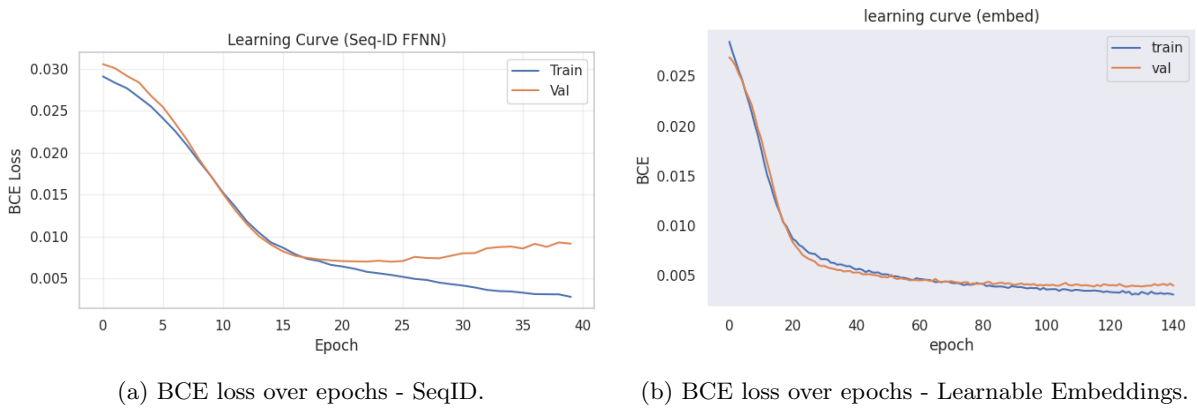 Learning Curve (Seq-ID FFNN)
BCE Loss
0.030
0.025
0.020
0.015
0.010
0.005
0 5 10 15 20 25 30 35 40
Epoch
Train
Val
(a) BCE loss over epochs - SeqID.
learning curve (embed)
BCE
0.025
0.020
0.015
0.010
0.005
0 20 40 60 80 100 120 140
epoch
train
val
(b) BCE loss over epochs - Learnable Embeddings.